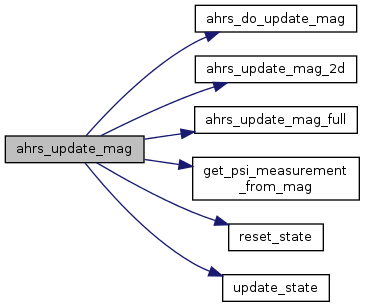 ahrs_update_mag
ahrs_do_update_mag
ahrs_update_mag_2d
ahrs_update_mag_full
get_psi_measurement
_from_mag
reset_state
update_state